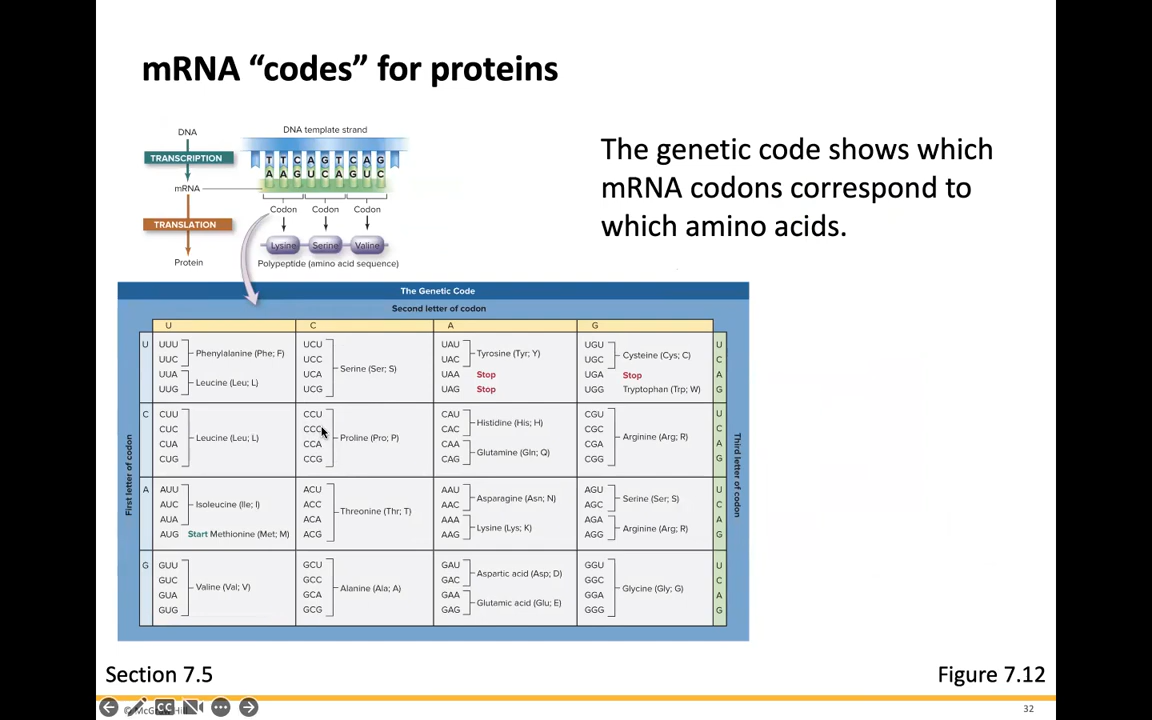 mRNA “codes” for proteins
DNA
TRANSCRIPTION
mRNA
TRANSLATION
Protein
DNA template strand
T T C A G T C A G
A A G U C A G U C
Codon Codon Codon
Lysine Serine Valine
Polypeptide (amino acid sequence)
The genetic code shows which
mRNA codons correspond to
which amino acids.
The Genetic Code
Second letter of codon
U C A G
First letter of codon
Third letter of codon
U
UUU
UUC
Phenylalanine (Phe; F)
UUA
UUG
Leucine (Leu; L)
UCU
UCC
UCA
UCG
Serine (Ser; S)
UAU
UAC
Tyrosine (Tyr; Y)
UAA Stop
UAG Stop
UGU
UGC
Cysteine (Cys; C)
UGA Stop
UGG Tryptophan (Trp; W)
U
C
A
G
C
CUU
CUC
CUA
CUG
Leucine (Leu; L)
CCU
CCC
CCA
CCG
Proline (Pro; P)
CAU
CAC
Histidine (His; H)
CAA
CAG
Glutamine (Gln; Q)
CGU
CGC
CGA
CGG
Arginine (Arg; R)
U
C
A
G
A
AUU
AUC
AUA
Isoleucine (Ile; I)
AUG Start Methionine (Met; M)
ACU
ACC
ACA
ACG
Threonine (Thr; T)
AAU
AAC
Asparagine (Asn; N)
AAA
AAG
Lysine (Lys; K)
AGU
AGC
Serine (Ser; S)
AGA
AGG
Arginine (Arg; R)
U
C
A
G
G
GUU
GUC
GUA
GUG
Valine (Val; V)
GCU
GCC
GCA
GCG
Alanine (Ala; A)
GAU
GAC
Aspartic acid (Asp; D)
GAA
GAG
Glutamic acid (Glu; E)
GGU
GGC
GGA
GGG
Glycine (Gly; G)
U
C
A
G
Section 7.5
Figure 7.12
CC
©
32